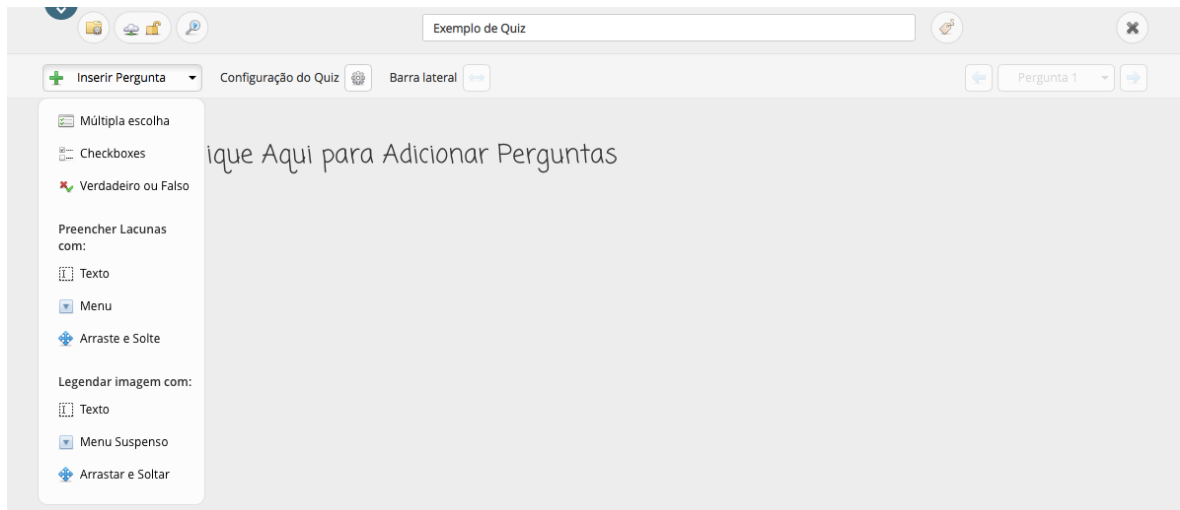 Exemplo de Quiz
Inserir Pergunta
Configuração do Quiz
Barra lateral
Pergunta 1
Múltipla escolha
Checkboxes
ique Aqui para Adicionar Perguntas
Verdadeiro ou Falso
Preencher Lacunas
com:
Texto
Menu
Arraste e Solte
Legendar imagem com:
Texto
Menu Suspenso
Arrastar e Soltar